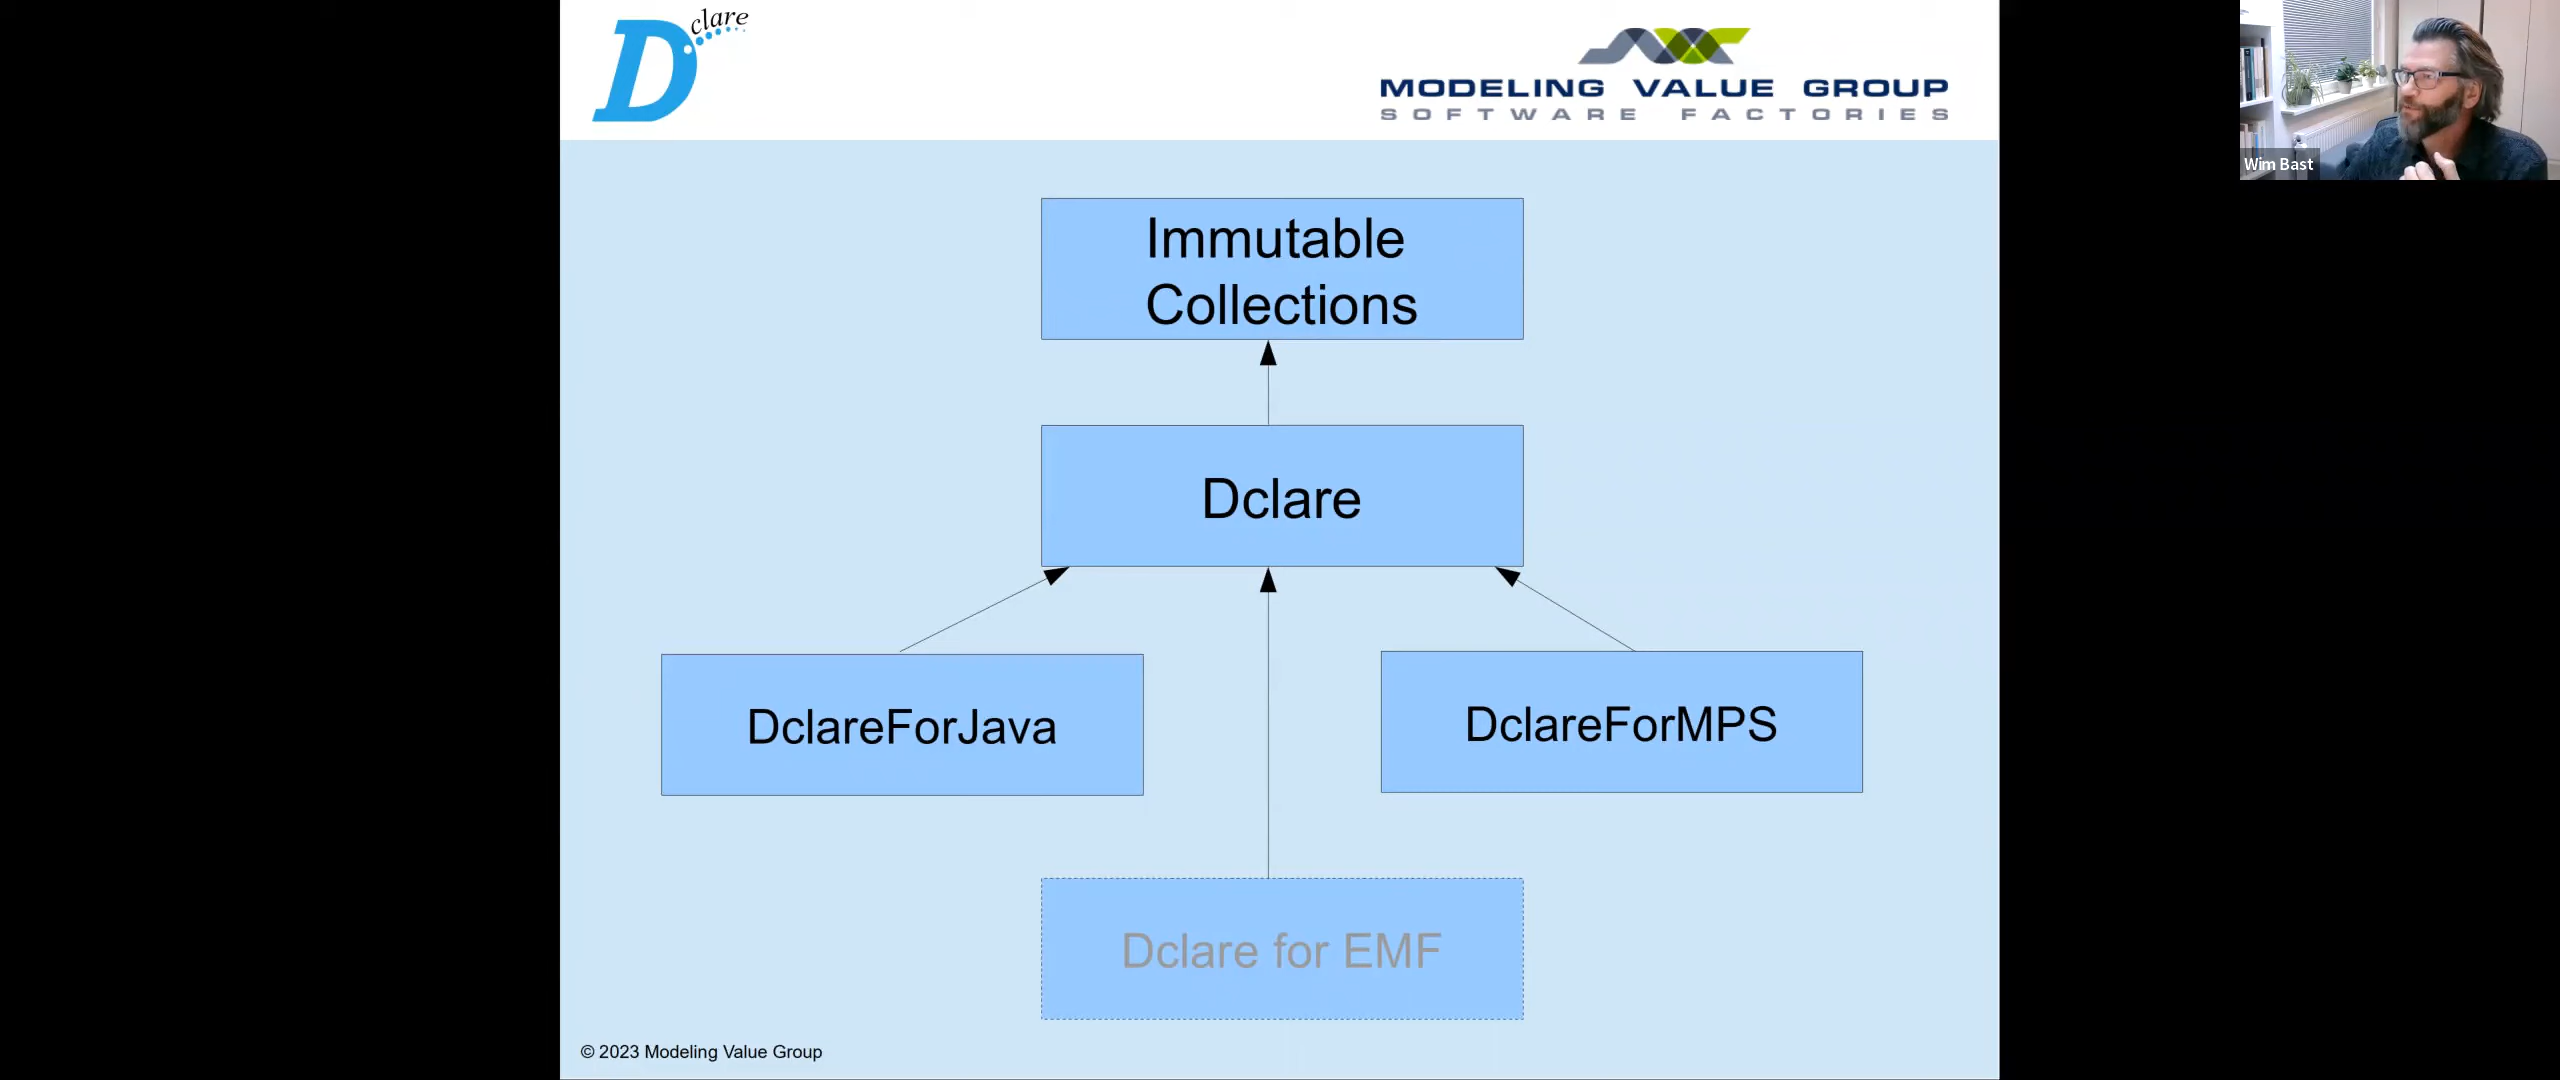 Dclare
MODELING VALUE GROUP
SOFTWARE FACTORIES
Wim Bast
Immutable
Collections
Dclare
DclareForJava
DclareForMPS
Dclare for EMF
© 2023 Modeling Value Group